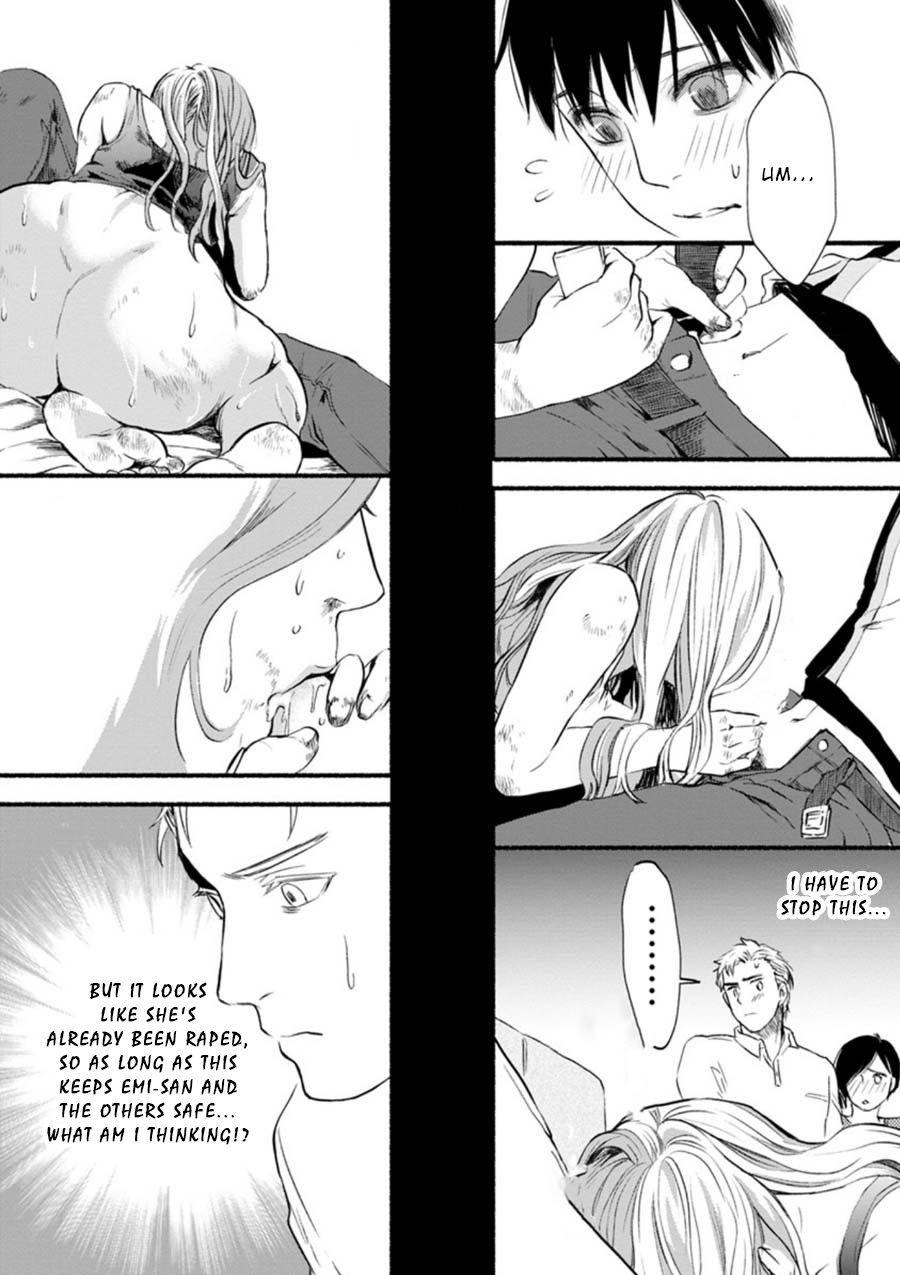 UM...
I HAVE TO
STOP THIS...
BUT IT LOOKS
LIKE SHE'S
ALREADY BEEN RAPED,
SO AS LONG AS THIS
KEEPS EMI-SAN AND
THE OTHERS SAFE...
WHAT AM I THINKING!?